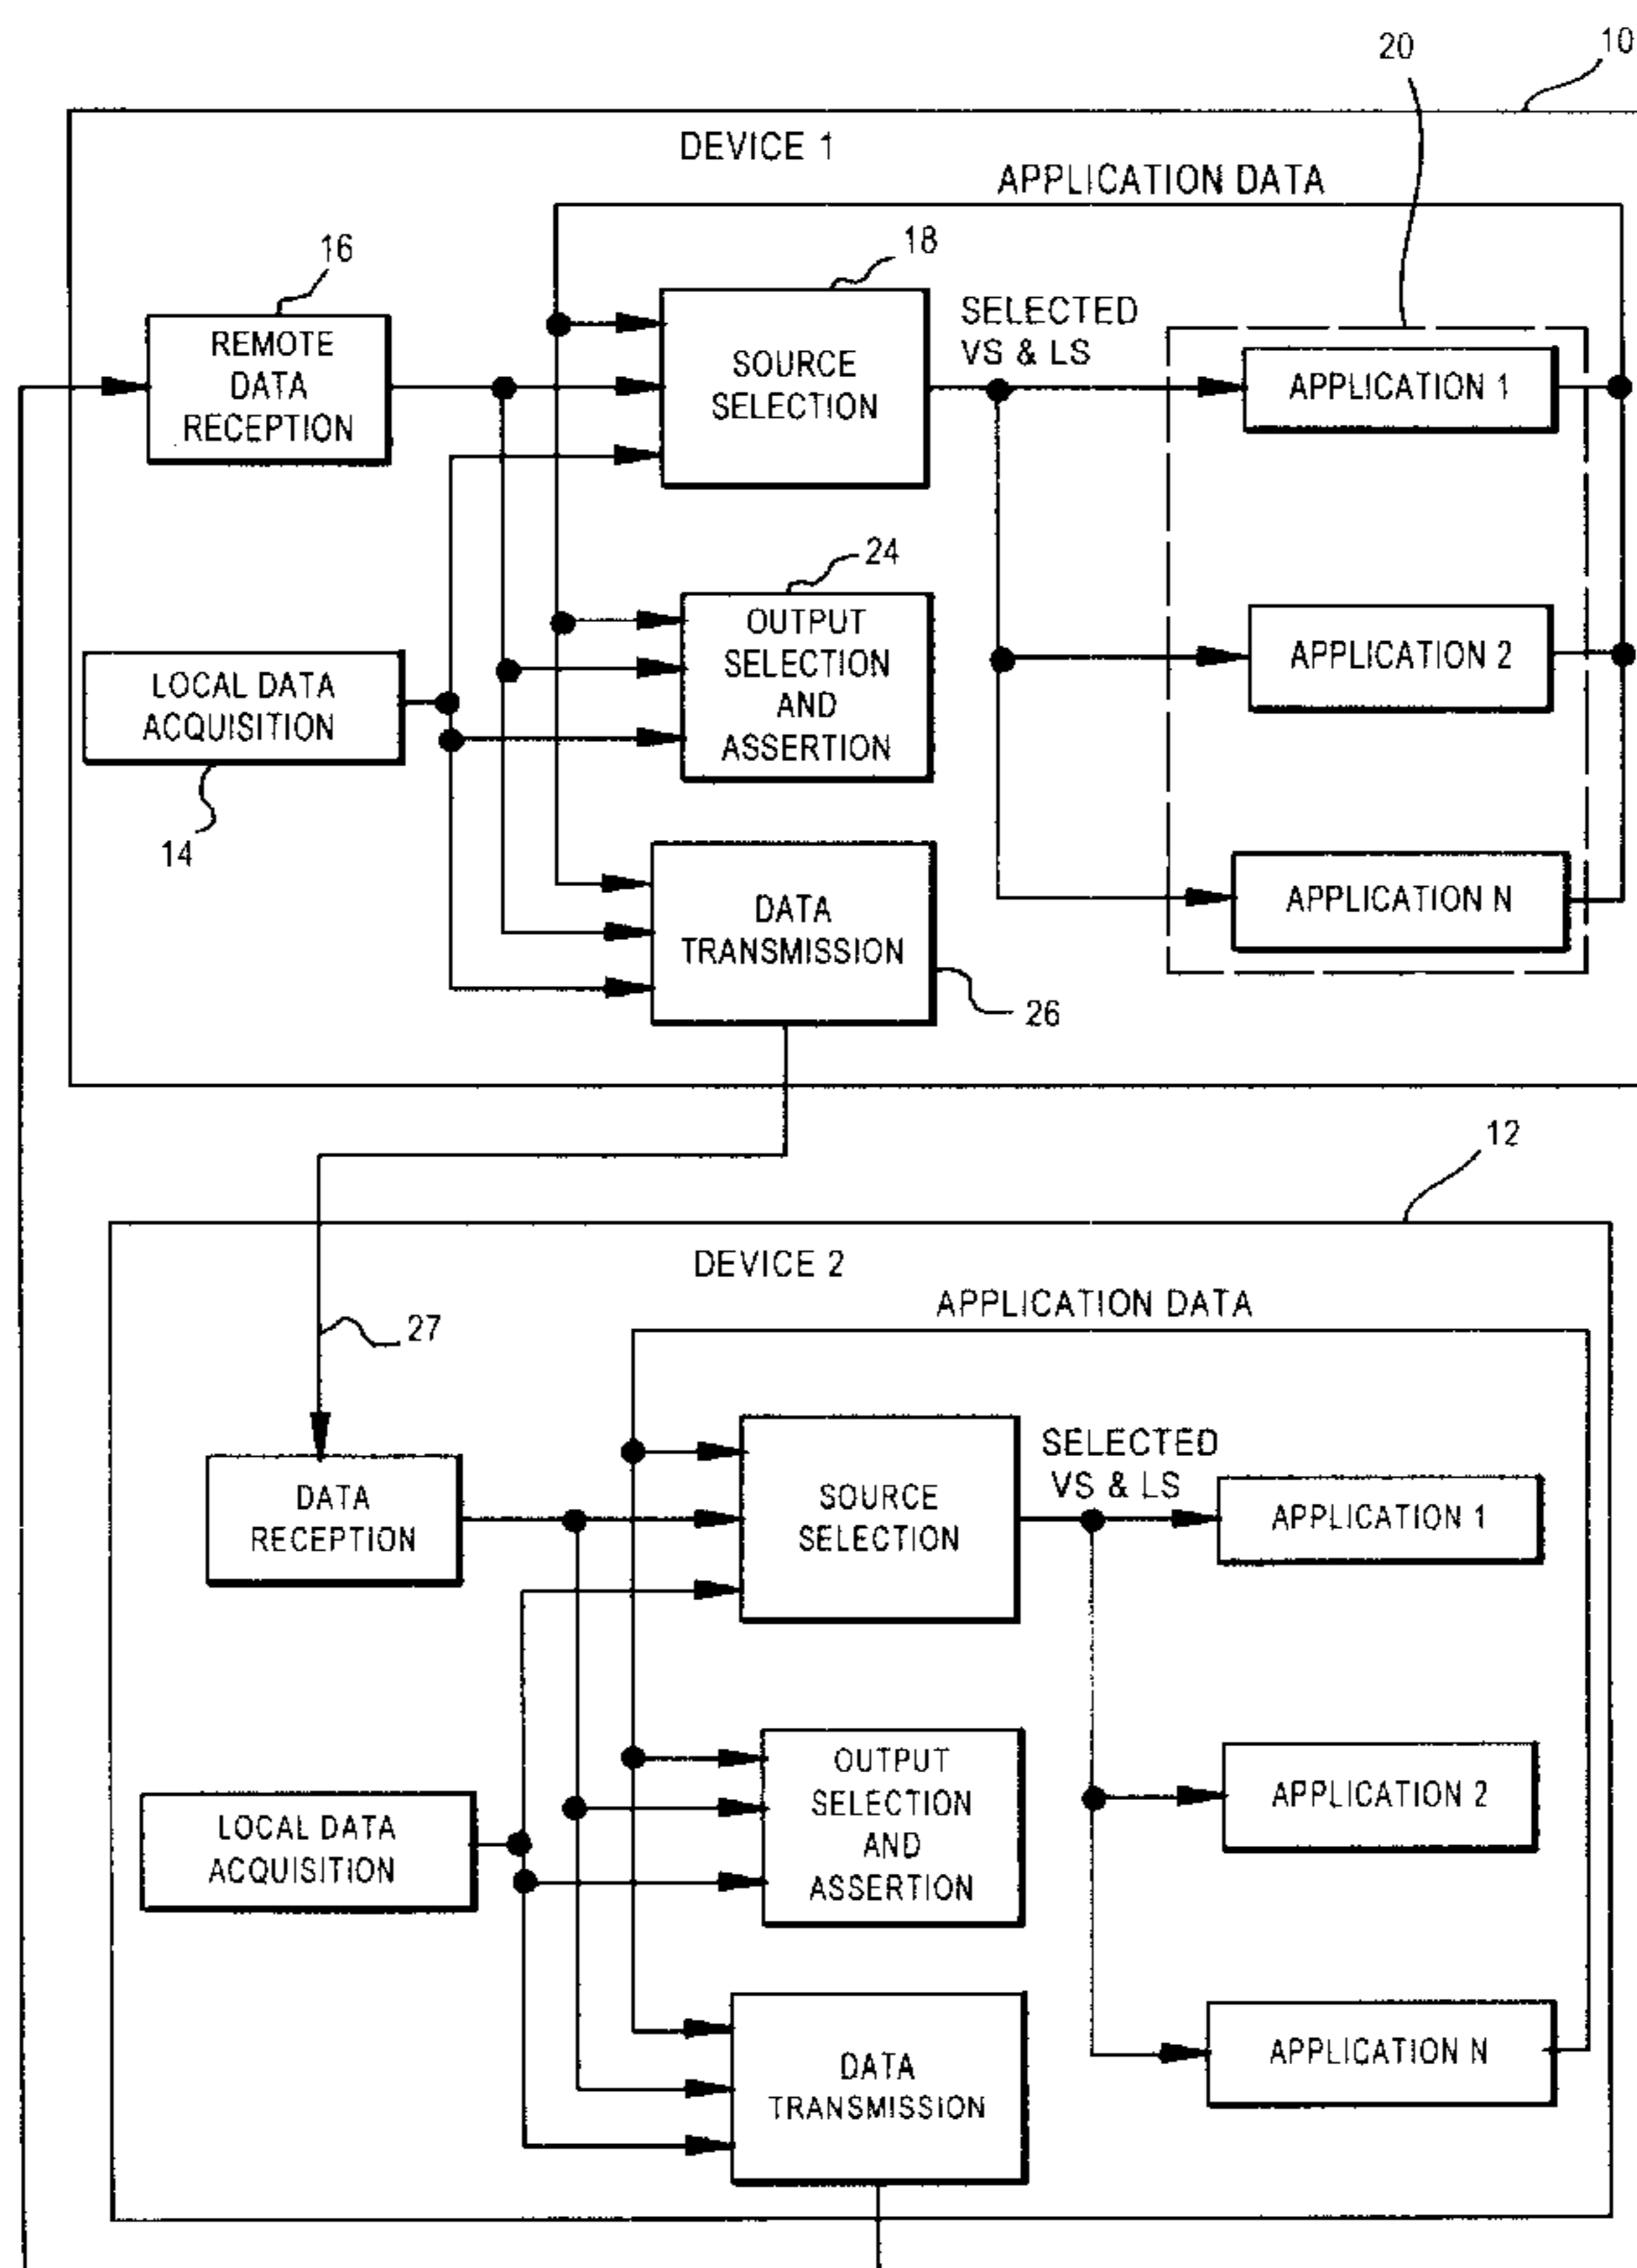 20
10
DEVICE 1
APPLICATION DATA
16
18
REMOTE
DATA
RECEPTION
SOURCE
SELECTION
SELECTED
VS & LS
APPLICATION 1
24
OUTPUT
SELECTION
AND
ASSERTION
APPLICATION 2
LOCAL DATA
ACQUISITION
14
DATA
TRANSMISSION
APPLICATION N
26
12
DEVICE 2
APPLICATION DATA
27
DATA
RECEPTION
SOURCE
SELECTION
SELECTED
VS & LS
APPLICATION 1
OUTPUT
SELECTION
AND
ASSERTION
APPLICATION 2
LOCAL DATA
ACQUISITION
DATA
TRANSMISSION
APPLICATION N